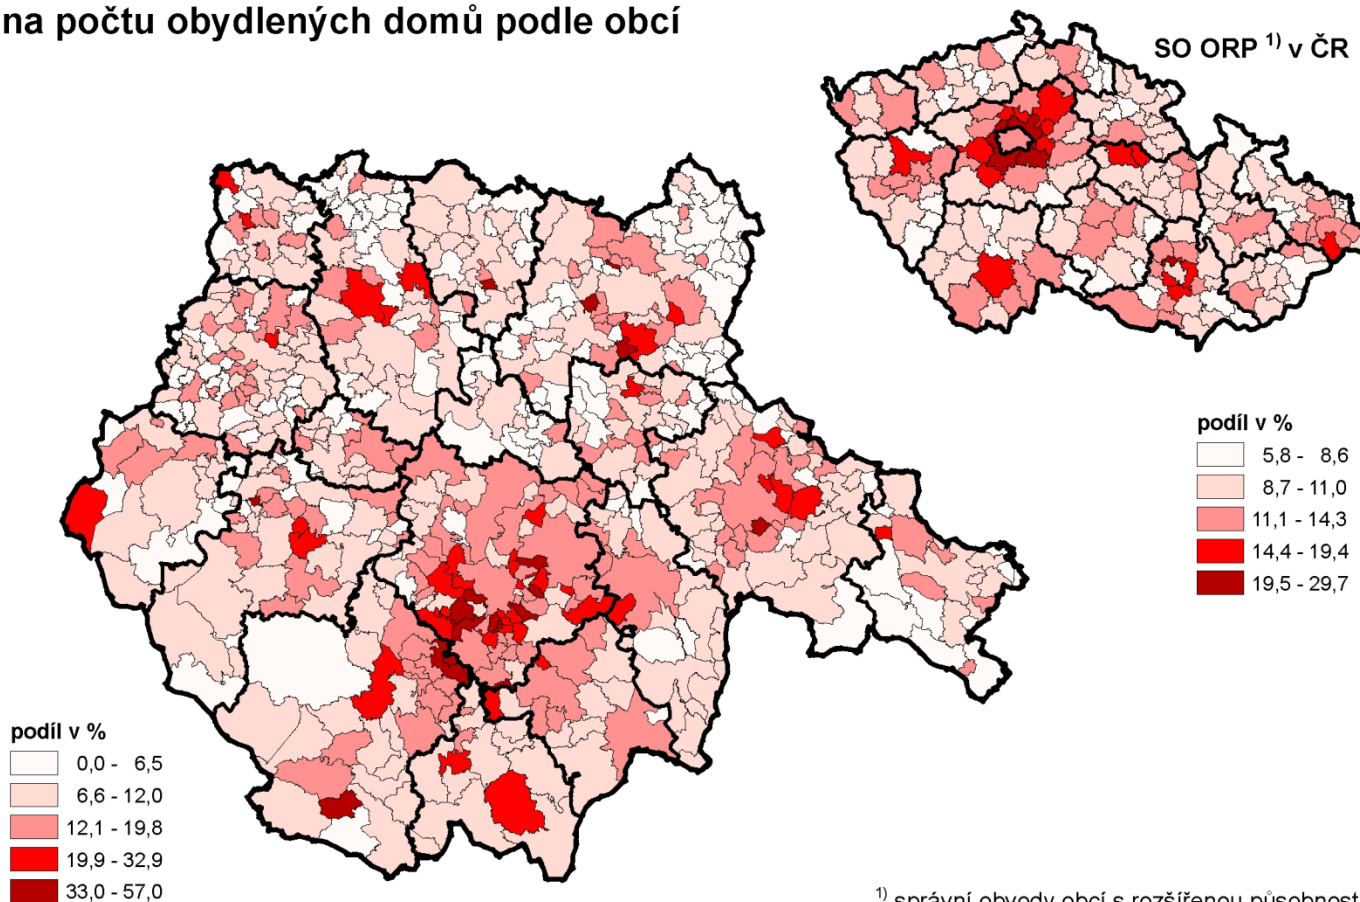 na počtu obydlených domů podle obcí
SO ORP 1) v ČR
podíl v %
5,8 - 8,6
8,7 - 11,0
11,1 - 14,3
14,4 - 19,4
19,5 - 29,7
podíl v %
0,0 - 6,5
6,6 - 12,0
12,1 - 19,8
19,9 - 32,9
33,0 - 57,0
1) správní obvody obcí s rozšířenou působnost